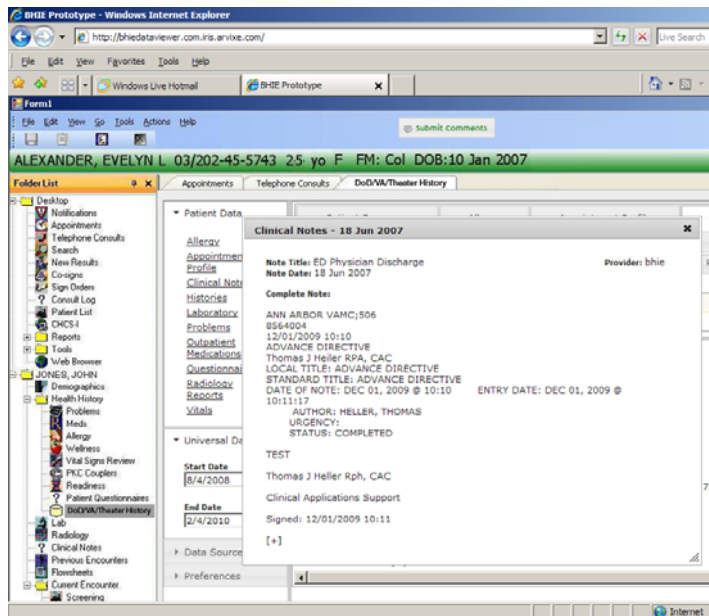 BHIE Prototype - Windows Internet Explorer
http://bhiedataviewer.com.iris.arvixe.com/
Live Search
File Edit View Favorites Tools Help
Windows Live Hotmail
BHIE Prototype
Form1
File Edit View Go Tools Actions Help
Submit Comments
ALEXANDER, EVELYN L 03/202-45-5743 25 yo F FM: Col DOB:10 Jan 2007
Folder List
Appointments
Telephone Consults
DoD/VA/Theater History
Desktop
Notifications
Appointments
Telephone Consults
Search
New Results
Co-signs
Sign Orders
Consult Log
Patient List
CHCS-I
Reports
Tools
Web Browser
JONES, JOHN
Demographics
Health History
Problems
Meds
Allergy
Wellness
Vital Signs Review
PKC Couplers
Readiness
Patient Questionnaires
DoD/VA/Theater History
Lab
Radiology
Clinical Notes
Previous Encounters
Flowsheets
Current Encounter
Screening
Patient Data
Allergy
Appointmen
Profile
Clinical Not
Histories
Laboratory
Problems
Outpatient
Medications
Questionnai
Radiology
Reports
Vitals
Universal Da
Start Date
8/4/2008
End Date
2/4/2010
Data Source
Preferences
Clinical Notes - 18 Jun 2007
Note Title: ED Physician Discharge
Provider: bhie
Note Date: 18 Jun 2007
Complete Note:
ANN ARBOR VAMC;506
8S64004
12/01/2009 10:10
ADVANCE DIRECTIVE
Thomas J Heiler RPA, CAC
LOCAL TITLE: ADVANCE DIRECTIVE
STANDARD TITLE: ADVANCE DIRECTIVE
DATE OF NOTE: DEC 01, 2009 @ 10:10 ENTRY DATE: DEC 01, 2009 @
10:11:17
AUTHOR: HELLER, THOMAS
URGENCY:
STATUS: COMPLETED
TEST
Thomas J Heller Rph, CAC
Clinical Applications Support
Signed: 12/01/2009 10:11
[+]
7
Internet